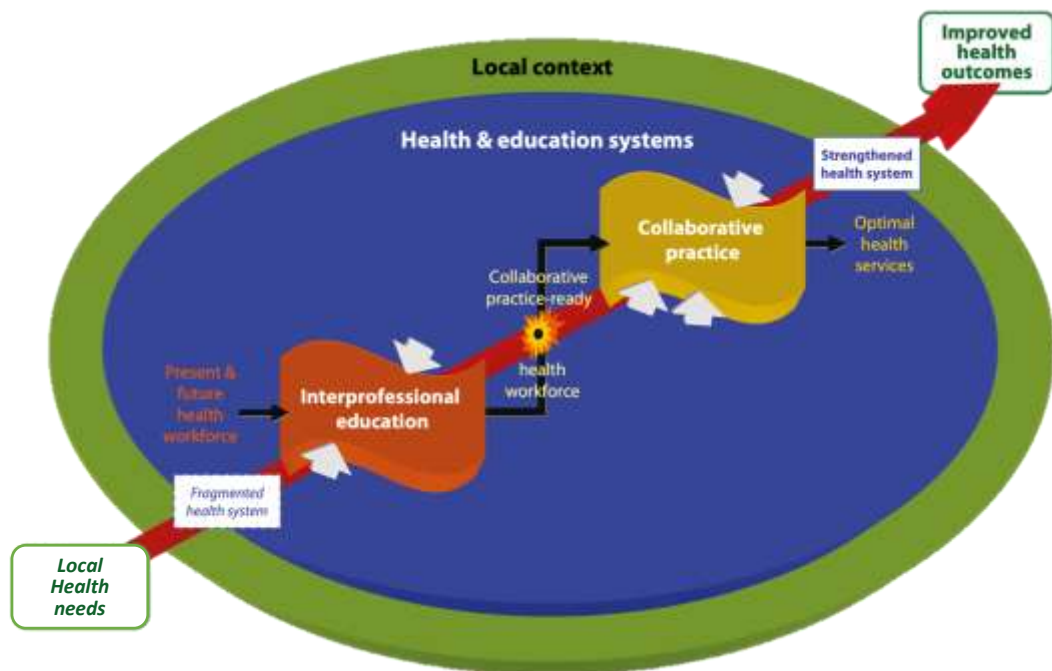 Improved
health
outcomes
Local context
Health & education systems
Strengthened
health system
Collaborative
practice
Optimal
health
services
Collaborative
practice-ready
health
workforce
Present &
future
health
workforce
Interprofessional
education
Fragmented
health system
Local
Health
needs